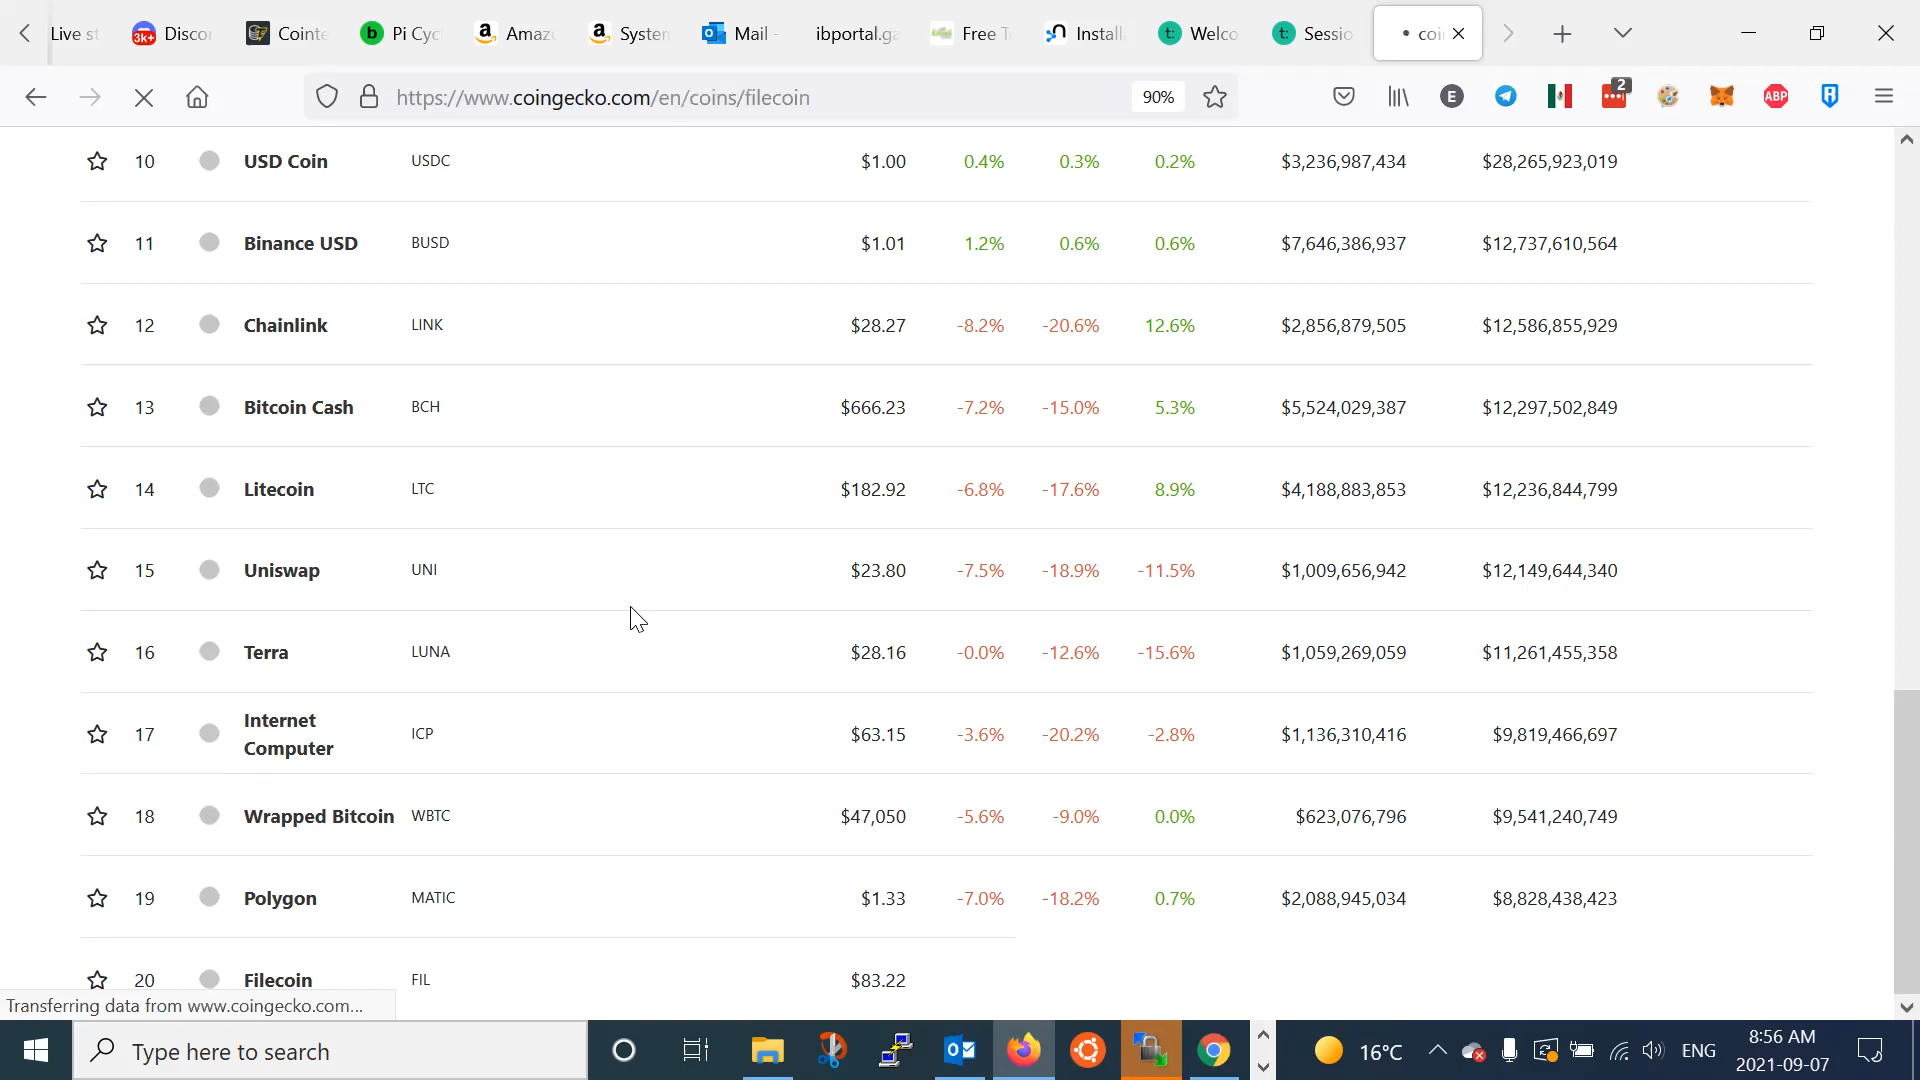 Live st Disco Cointe Pi Cyc Amaz System Mail - ibportal.ga Free T Install Welco Sessio • coi
3K+
https://www.coingecko.com/en/coins/filecoin 90% E 2 ABP
10 USD Coin USDC $1.00 0.4% 0.3% 0.2% $3,236,987,434 $28,265,923,019
11 Binance USD BUSD $1.01 1.2% 0.6% 0.6% $7,646,386,937 $12,737,610,564
12 Chainlink LINK $28.27 -8.2% -20.6% 12.6% $2,856,879,505 $12,586,855,929
13 Bitcoin Cash BCH $666.23 -7.2% -15.0% 5.3% $5,524,029,387 $12,297,502,849
14 Litecoin LTC $182.92 -6.8% -17.6% 8.9% $4,188,883,853 $12,236,844,799
15 Uniswap UNI $23.80 -7.5% -18.9% -11.5% $1,009,656,942 $12,149,644,340
16 Terra LUNA $28.16 -0.0% -12.6% -15.6% $1,059,269,059 $11,261,455,358
17 Internet
Computer ICP $63.15 -3.6% -20.2% -2.8% $1,136,310,416 $9,819,466,697
18 Wrapped Bitcoin WBTC $47,050 -5.6% -9.0% 0.0% $623,076,796 $9,541,240,749
19 Polygon MATIC $1.33 -7.0% -18.2% 0.7% $2,088,945,034 $8,828,438,423
20 Filecoin FIL $83.22
Transferring data from www.coingecko.com...
Type here to search 16°C ENG 8:56 AM
2021-09-07